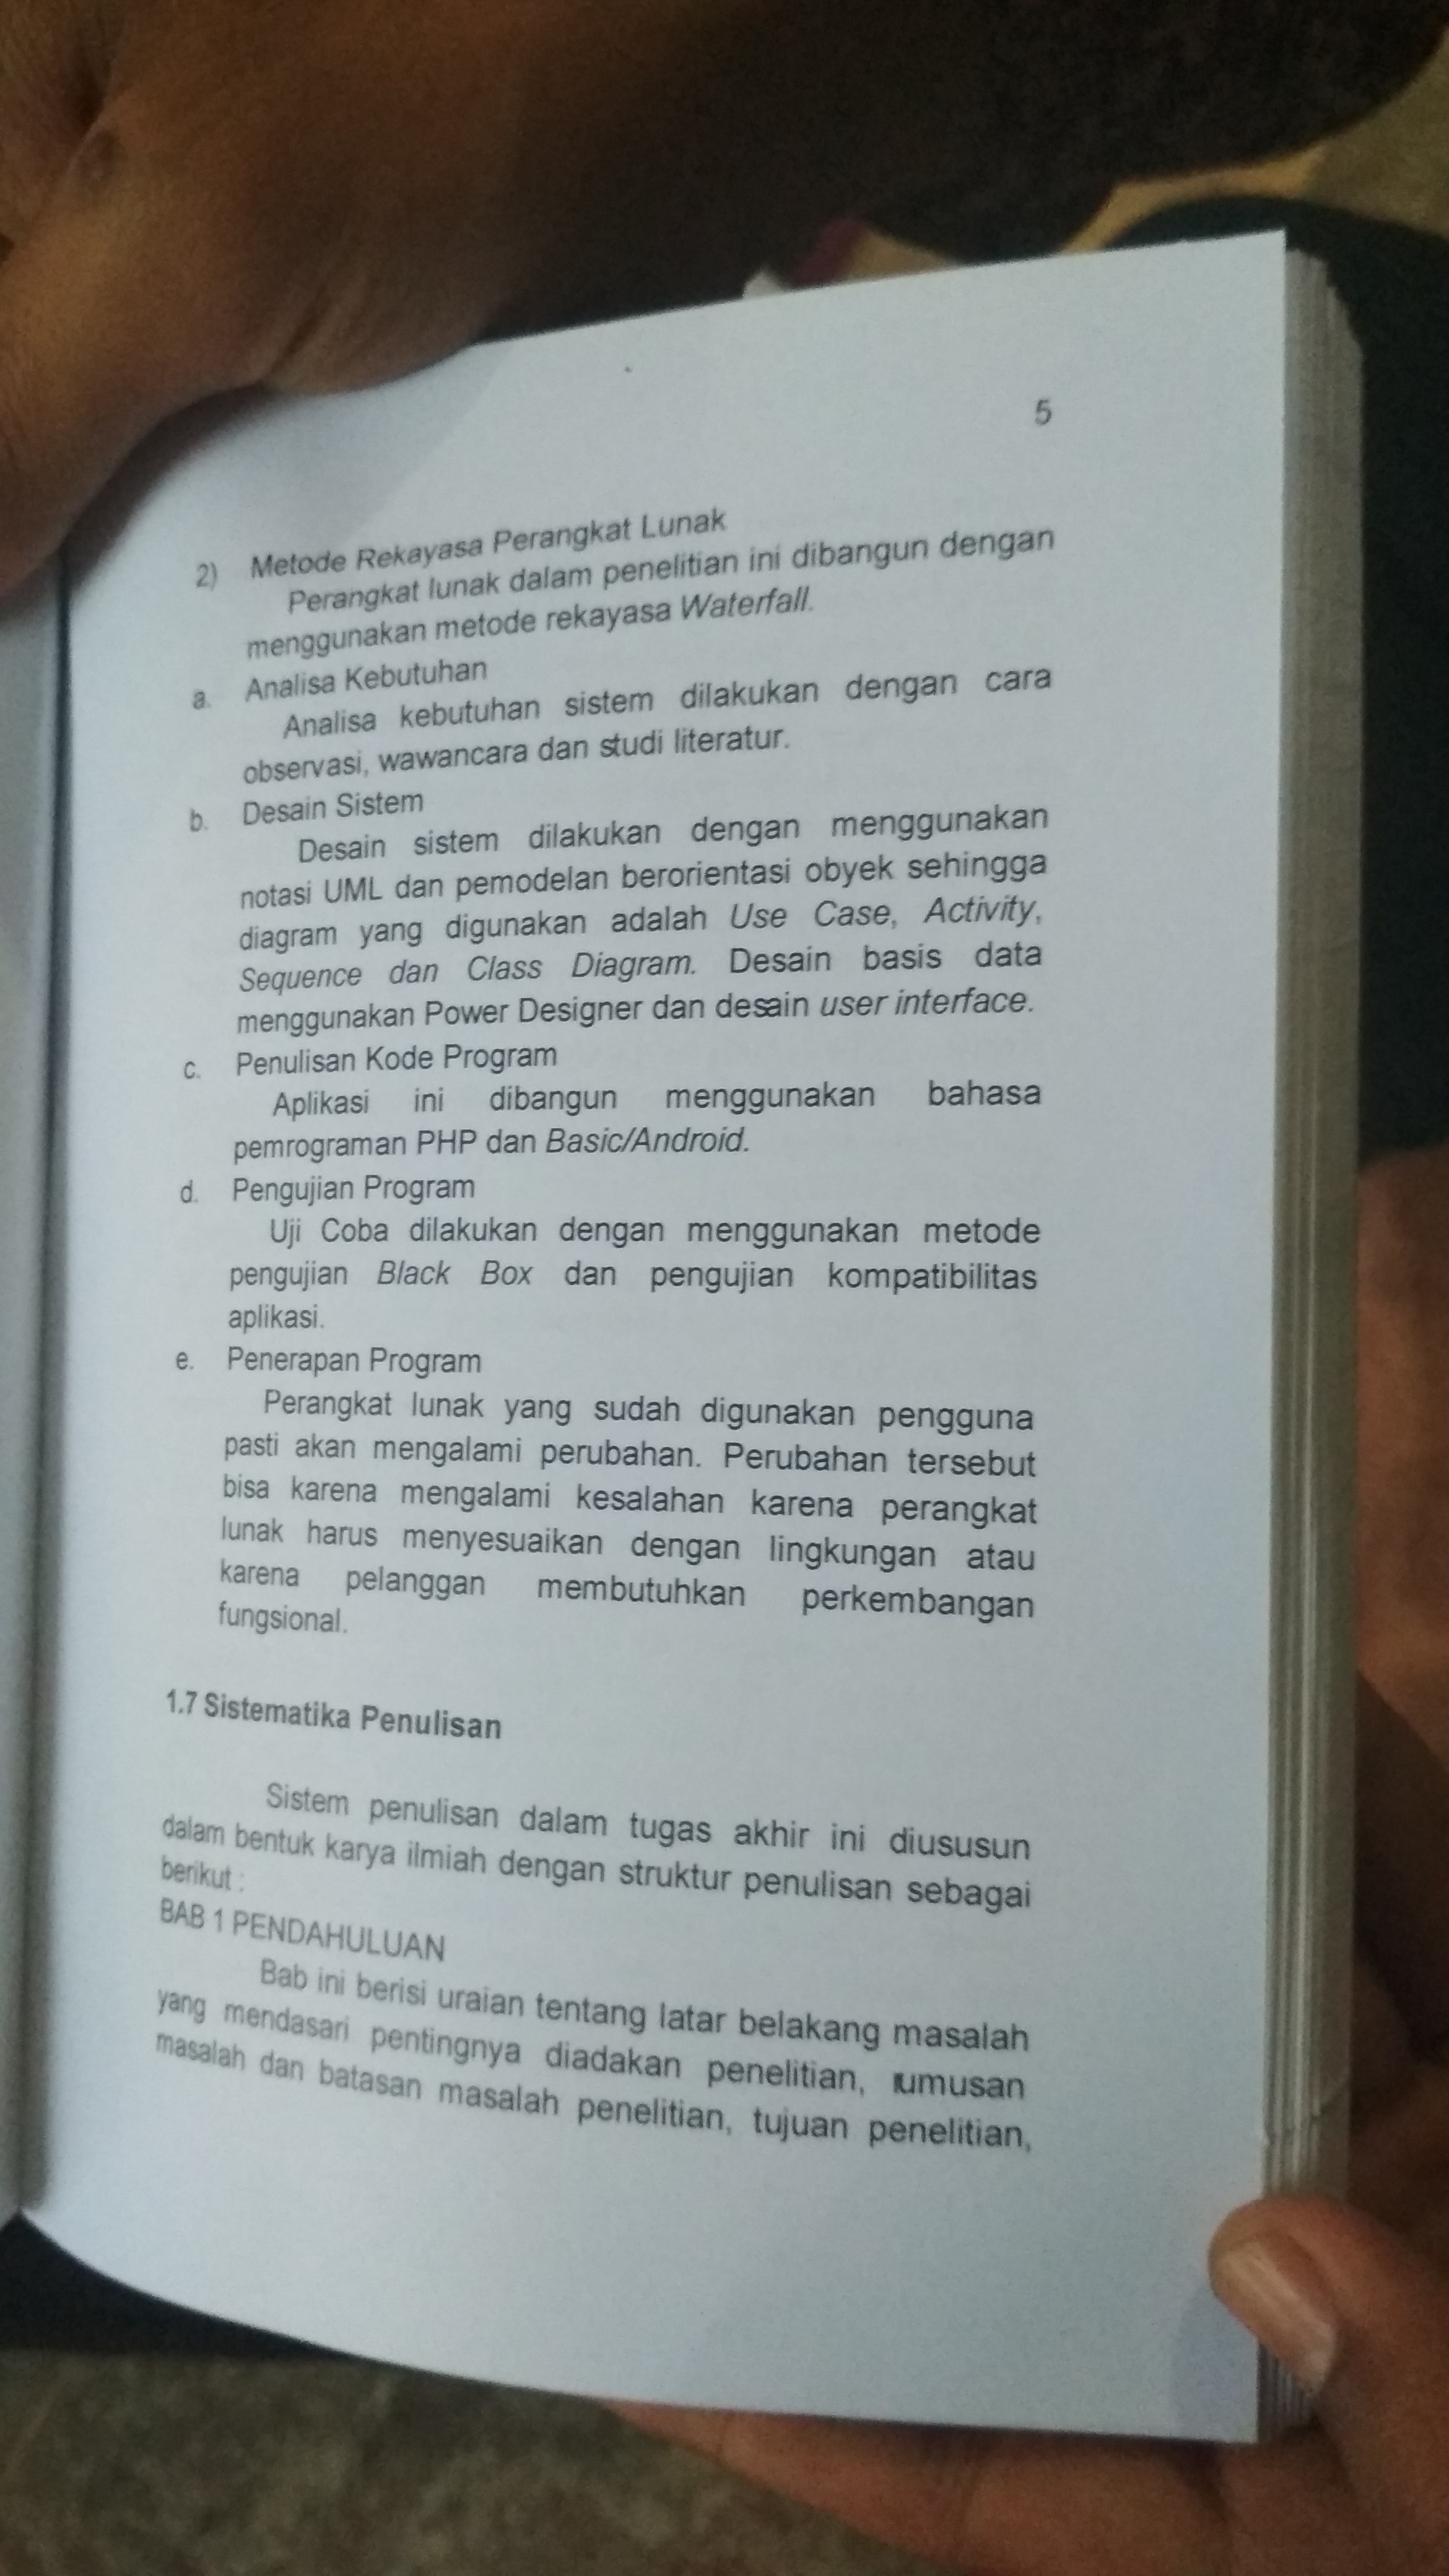 5
2) Metode Rekayasa Perangkat Lunak
Perangkat lunak dalam penelitian ini dibangun dengan
menggunakan metode rekayasa Waterfall.
a. Analisa Kebutuhan
Analisa kebutuhan sistem dilakukan dengan cara
observasi, wawancara dan studi literatur.
b. Desain Sistem
Desain sistem dilakukan dengan menggunakan
notasi UML dan pemodelan berorientasi obyek sehingga
diagram yang digunakan adalah Use Case, Activity,
Sequence dan Class Diagram. Desain basis data
menggunakan Power Designer dan desain user interface.
c. Penulisan Kode Program
Aplikasi ini dibangun menggunakan bahasa
pemrograman PHP dan Basic/Android.
d. Pengujian Program
Uji Coba dilakukan dengan menggunakan metode
pengujian Black Box dan pengujian kompatibilitas
aplikasi.
e. Penerapan Program
Perangkat lunak yang sudah digunakan pengguna
pasti akan mengalami perubahan. Perubahan tersebut
bisa karena mengalami kesalahan karena perangkat
lunak harus menyesuaikan dengan lingkungan atau
karena pelanggan membutuhkan perkembangan
fungsional.
1.7 Sistematika Penulisan
Sistem penulisan dalam tugas akhir ini diususun
dalam bentuk karya ilmiah dengan struktur penulisan sebagai
berikut :
BAB 1 PENDAHULUAN
Bab ini berisi uraian tentang latar belakang masalah
yang mendasari pentingnya diadakan penelitian, rumusan
masalah dan batasan masalah penelitian, tujuan penelitian,